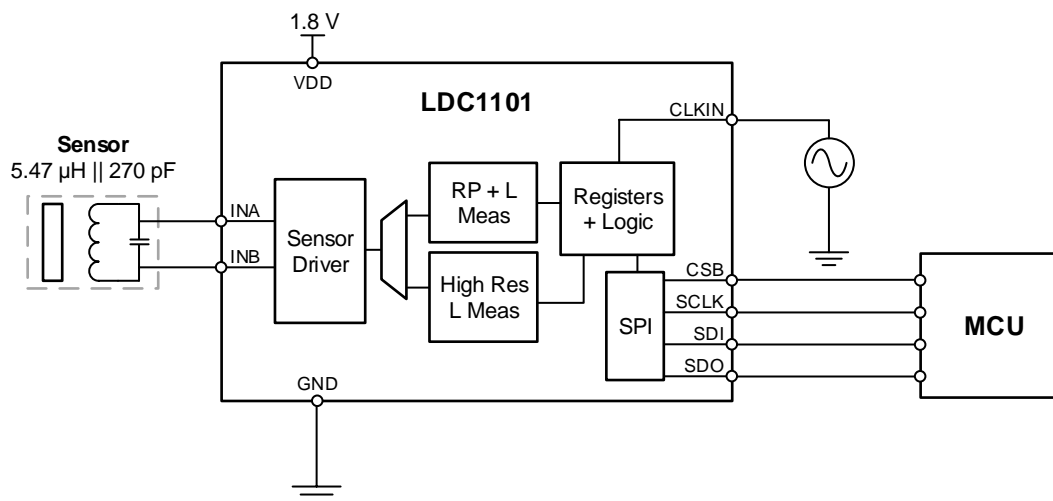 1.8 V
VDD
LDC1101
CLKIN
Sensor
5.47 µH || 270 pF
INA
INB
Sensor
Driver
RP + L
Meas
High Res
L Meas
Registers
+ Logic
SPI
CSB
SCLK
SDI
SDO
MCU
GND